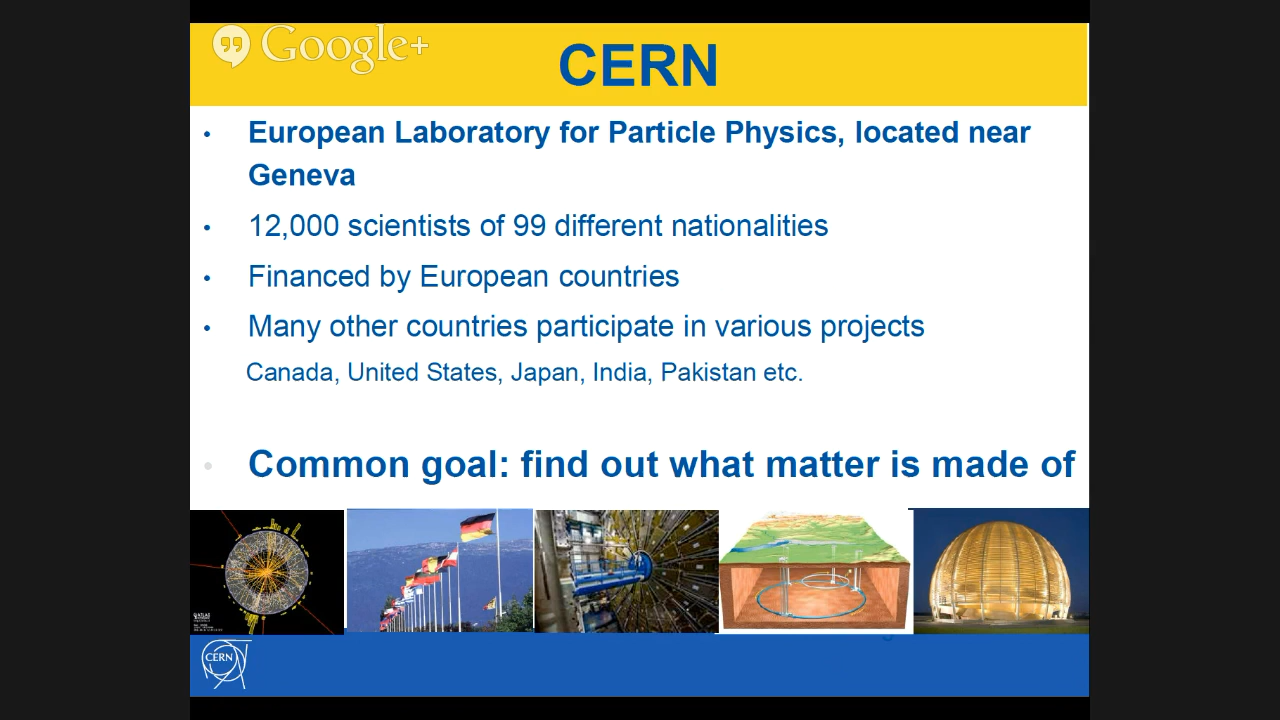 Google+
CERN
• European Laboratory for Particle Physics, located near
Geneva
• 12,000 scientists of 99 different nationalities
• Financed by European countries
• Many other countries participate in various projects
Canada, United States, Japan, India, Pakistan etc.
• Common goal: find out what matter is made of
ATLAS
CERN